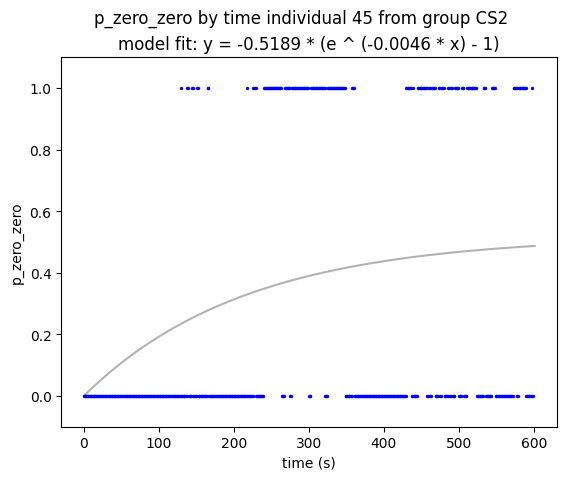 p_zero_zero by time individual 45 from group CS2
model fit: y = -0.5189 * (e ^ (-0.0046 * x) - 1)
1.0
0.8
0.6
0.4
0.2
0.0
p_zero_zero
0 100 200 300 400 500 600
time (s)